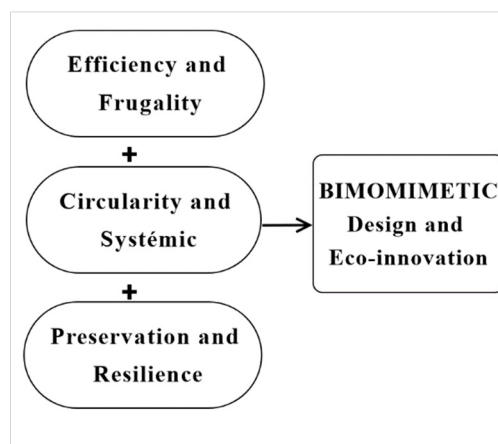 Efficiency and
Frugality
+
Circularity and
Systémic
+
Preservation and
Resilience
BIMOMIMETIC
Design and
Eco-innovation